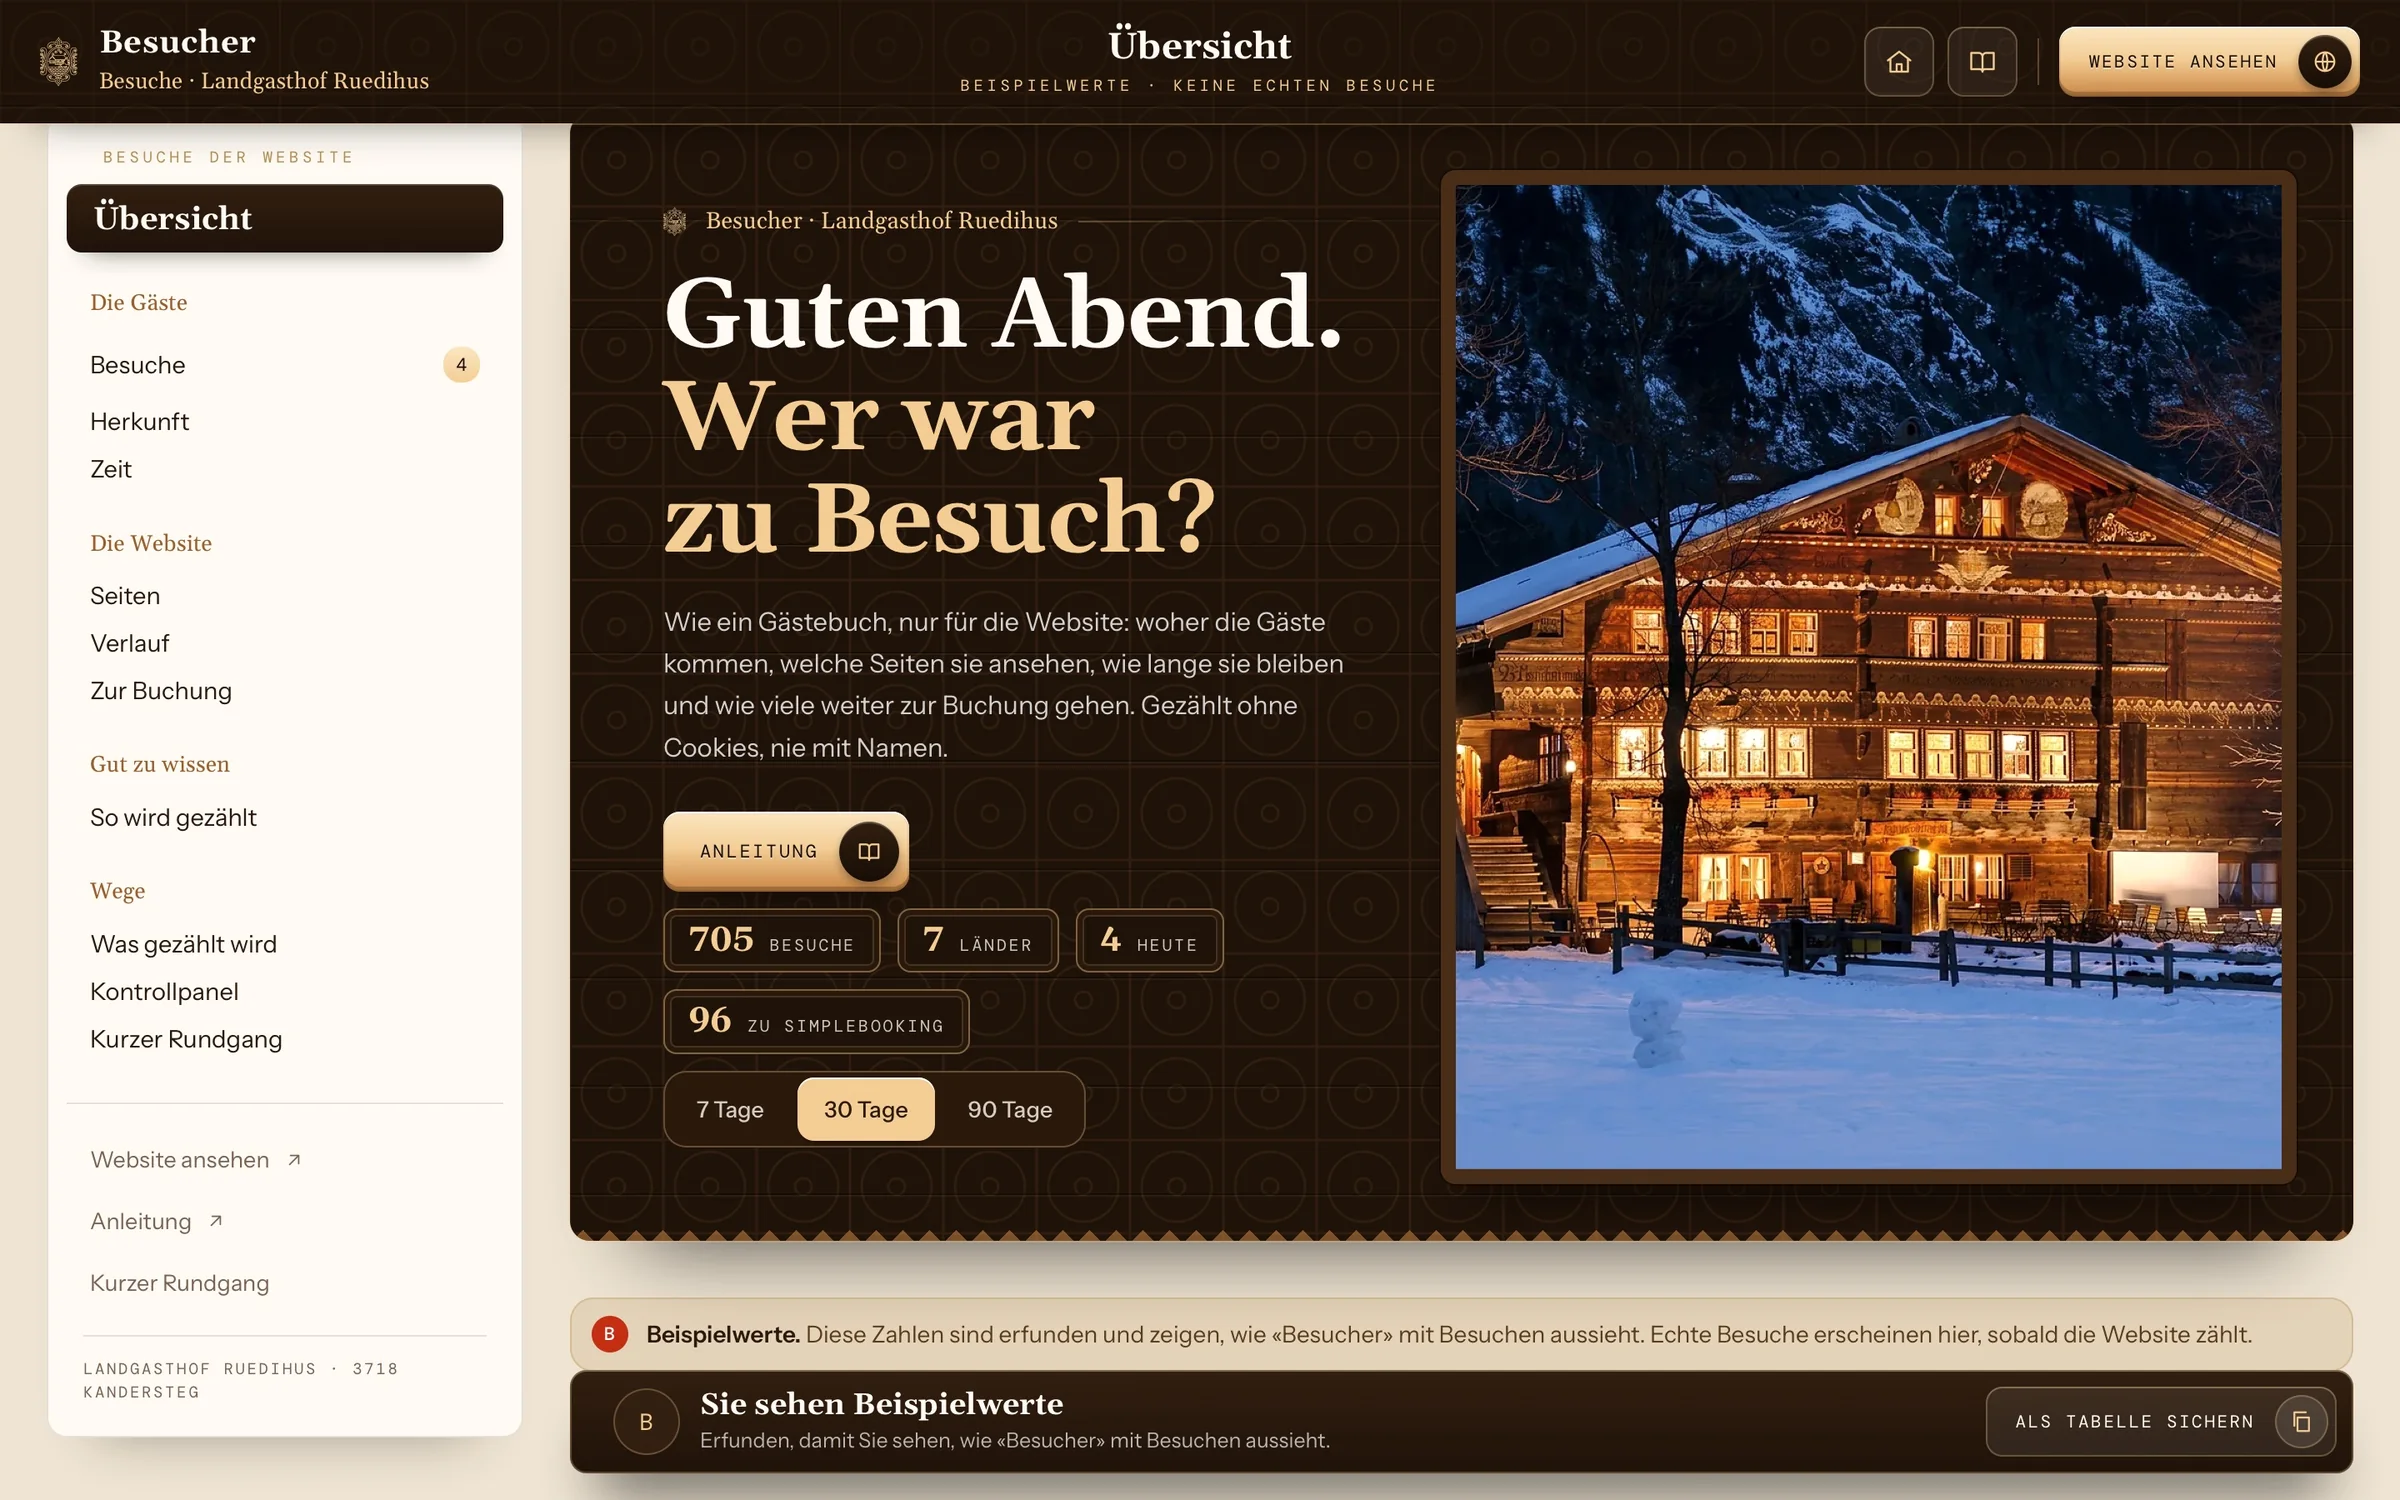 Besucher
Besuche · Landgasthof Ruedihus
Übersicht
BEISPIELWERTE · KEINE ECHTEN BESUCHE
WEBSITE ANSEHEN
BESUCHE DER WEBSITE
Übersicht
Die Gäste
Besuche 4
Herkunft
Zeit
Die Website
Seiten
Verlauf
Zur Buchung
Gut zu wissen
So wird gezählt
Wege
Was gezählt wird
Kontrollpanel
Kurzer Rundgang
Website ansehen
Anleitung
Kurzer Rundgang
LANDGASTHOF RUEDIHUS · 3718
KANDERSTEG
Besucher · Landgasthof Ruedihus
Guten Abend.
Wer war
zu Besuch?
Wie ein Gästebuch, nur für die Website: woher die Gäste
kommen, welche Seiten sie ansehen, wie lange sie bleiben
und wie viele weiter zur Buchung gehen. Gezählt ohne
Cookies, nie mit Namen.
ANLEITUNG
705 BESUCHE 7 LÄNDER 4 HEUTE
96 ZU SIMPLEBOOKING
7 Tage 30 Tage 90 Tage
B Beispielwerte. Diese Zahlen sind erfunden und zeigen, wie «Besucher» mit Besuchen aussieht. Echte Besuche erscheinen hier, sobald die Website zählt.
B Sie sehen Beispielwerte
Erfunden, damit Sie sehen, wie «Besucher» mit Besuchen aussieht.
ALS TABELLE SICHERN